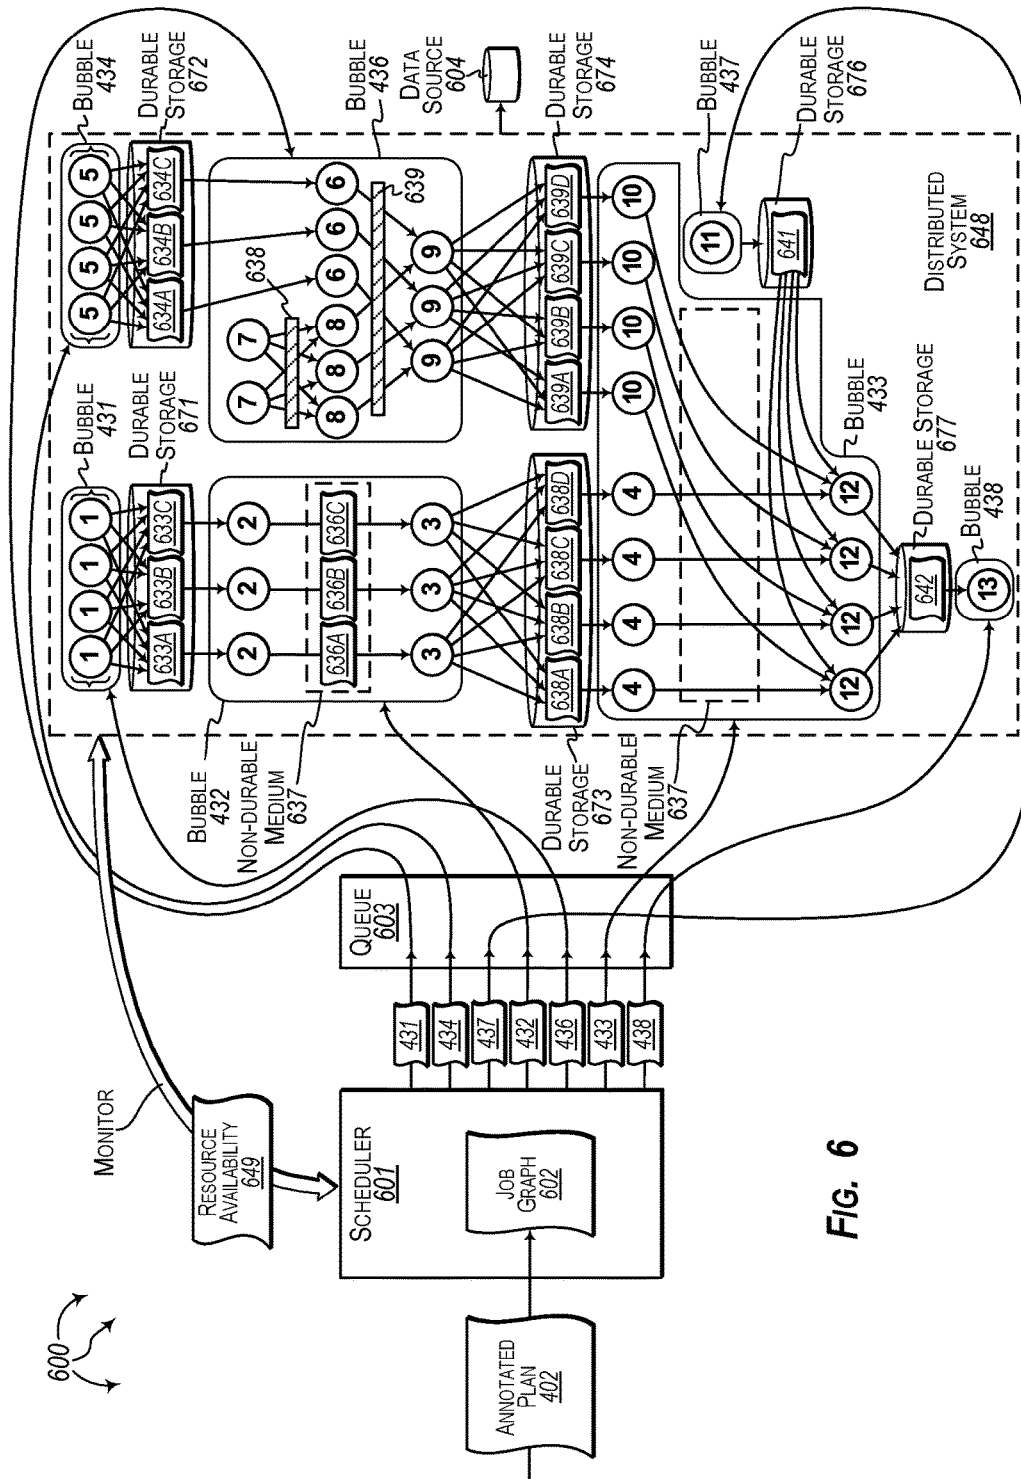 600
Monitor
Resource
Availability
649
Annotated
Plan
402
Scheduler
601
Job
Graph
602
431
434
437
432
436
433
438
Queue
603
Bubble
431
1 1 1 1
Durable
Storage
671
633A 633B 633C
Bubble
432
2 2 2
Non-durable
Medium
637
636A 636B 636C
3 3 3
Durable
Storage
673
638A 638B 638C 638D
4 4 4 4
Non-durable
Medium
637
Bubble
434
5 5 5 5
Durable
Storage
672
634A 634B 634C
Bubble
436
7 7
638
8 8 8
6 6 6
639
9 9 9
Data
Source
604
Durable
Storage
674
639A 639B 639C 639D
10 10 10 10
Bubble
437
11
Durable
Storage
676
641
12 12 12 12
Bubble
433
Durable Storage
677
642
Bubble
438
13
Distributed
System
648
Fig. 6